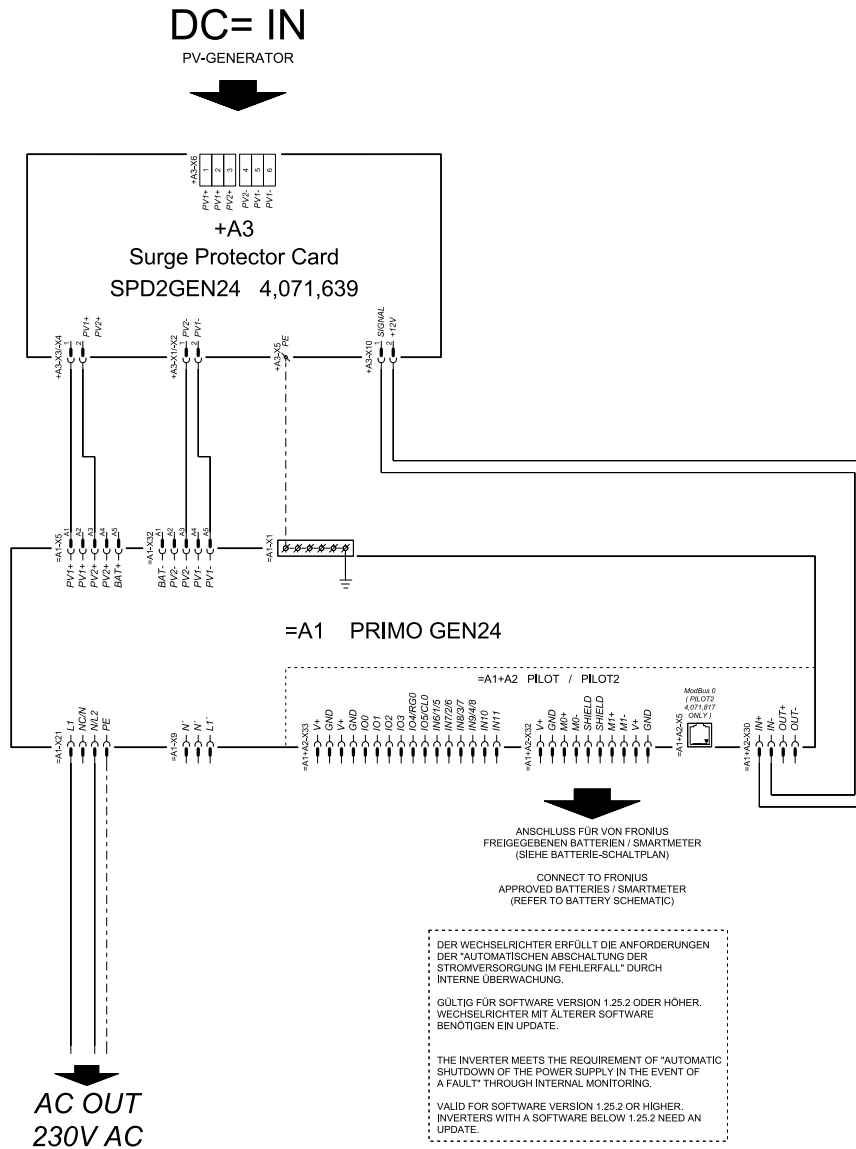 DC= IN
PV-GENERATOR
+A3-X6
1 2 3 4 5 6
PV1+ PV1+ PV2+ PV2- PV1- PV1-
+A3
Surge Protector Card
SPD2GEN24 4,071,639
+A3-X3/-X4 1 2 PV1+ PV2+
+A3-X1/-X2 1 2 PV2- PV1-
+A3-X5 PE
+A3-X10 1 2 SIGNAL +12V
=A1-X5 A1 A2 A3 A4 A5
PV1+ PV1+ PV2+ PV2+ BAT+
=A1-X32 A1 A2 A3 A4 A5
BAT- PV2- PV2- PV1- PV1-
=A1-X1
=A1 PRIMO GEN24
=A1+A2 PILOT / PILOT2
=A1-X21 L1 NC/N N/L2 PE
=A1-X9 N´ N´ L1´
=A1+A2-X33 V+ GND V+ GND IO0 IO1 IO2 IO3 IO4/RG0 IO5/CL0 IN6/1/5 IN7/2/6 IN8/3/7 IN9/4/8 IN10 IN11
=A1+A2-X32 V+ GND M0+ M0- SHIELD SHIELD M1+ M1- V+ GND
=A1+A2-X5
ModBus 0
( PILOT2
4,071,817
ONLY )
=A1+A2-X30 IN+ IN- OUT+ OUT-
ANSCHLUSS FÜR VON FRONIUS
FREIGEGEBENEN BATTERIEN / SMARTMETER
(SIEHE BATTERIE-SCHALTPLAN)
CONNECT TO FRONIUS
APPROVED BATTERIES / SMARTMETER
(REFER TO BATTERY SCHEMATIC)
DER WECHSELRICHTER ERFÜLLT DIE ANFORDERUNGEN
DER "AUTOMATISCHEN ABSCHALTUNG DER
STROMVERSORGUNG IM FEHLERFALL" DURCH
INTERNE ÜBERWACHUNG.
GÜLTIG FÜR SOFTWARE VERSION 1.25.2 ODER HÖHER.
WECHSELRICHTER MIT ÄLTERER SOFTWARE
BENÖTIGEN EIN UPDATE.
THE INVERTER MEETS THE REQUIREMENT OF "AUTOMATIC
SHUTDOWN OF THE POWER SUPPLY IN THE EVENT OF
A FAULT" THROUGH INTERNAL MONITORING.
VALID FOR SOFTWARE VERSION 1.25.2 OR HIGHER.
INVERTERS WITH A SOFTWARE BELOW 1.25.2 NEED AN
UPDATE.
AC OUT
230V AC